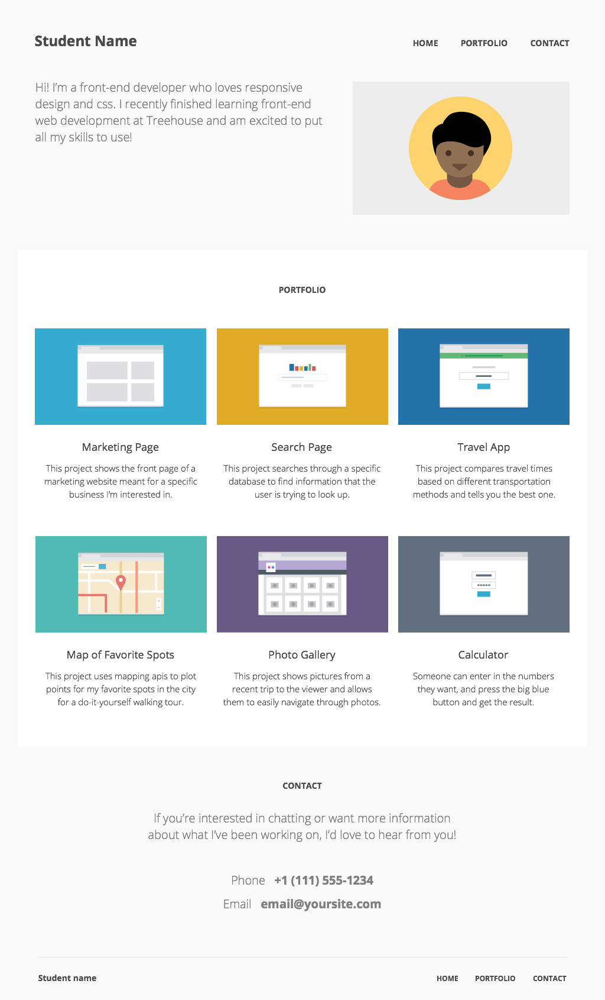 Student Name
HOME PORTFOLIO CONTACT
Hi! I’m a front-end developer who loves responsive
design and css. I recently finished learning front-end
web development at Treehouse and am excited to put
all my skills to use!
PORTFOLIO
Marketing Page
This project shows the front page of a
marketing website meant for a specific
business I’m interested in.
Search Page
This project searches through a specific
database to find information that the
user is trying to look up.
Travel App
This project compares travel times
based on different transportation
methods and tells you the best one.
Map of Favorite Spots
This project uses mapping apis to plot
points for my favorite spots in the city
for a do-it-yourself walking tour.
Photo Gallery
This project shows pictures from a
recent trip to the viewer and allows
them to easily navigate through photos.
Calculator
Someone can enter in the numbers
they want, and press the big blue
button and get the result.
CONTACT
If you’re interested in chatting or want more information
about what I’ve been working on, I’d love to hear from you!
Phone +1 (111) 555-1234
Email email@yoursite.com
Student name
HOME PORTFOLIO CONTACT